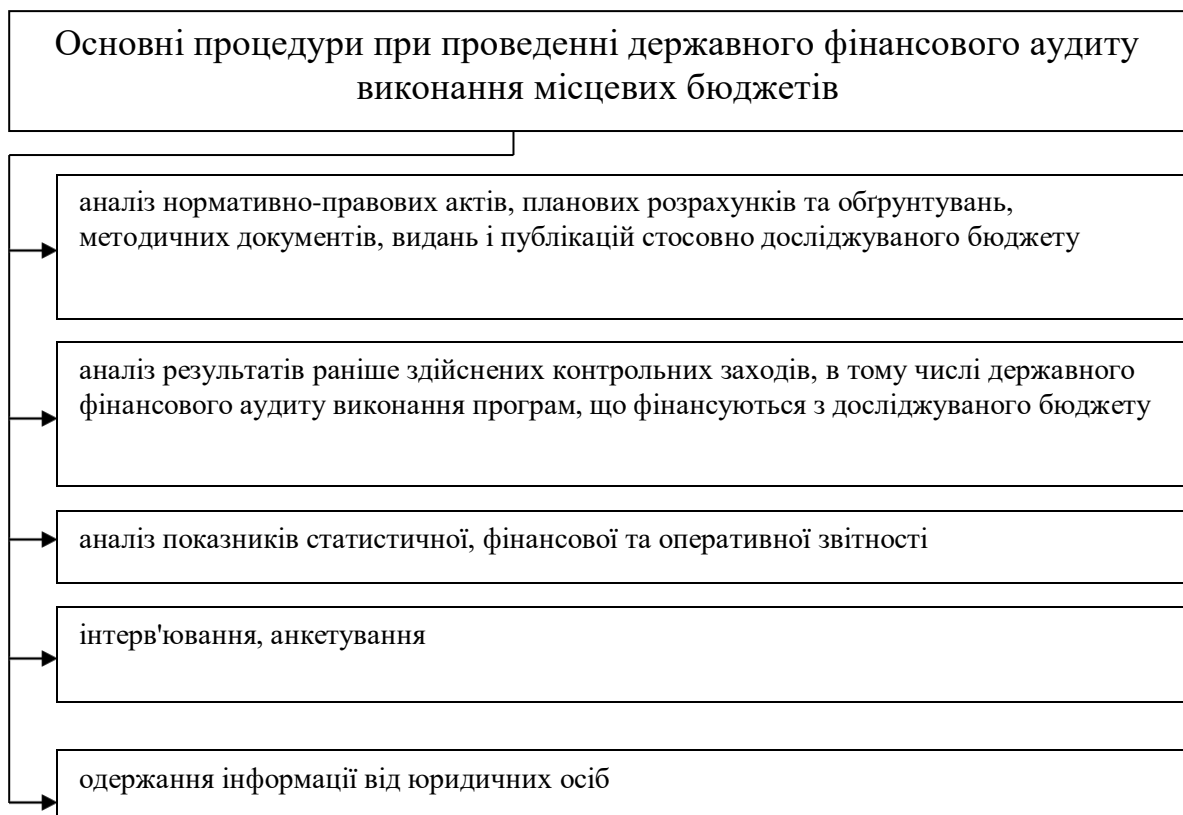 Основні процедури при проведенні державного фінансового аудиту
виконання місцевих бюджетів
аналіз нормативно-правових актів, планових розрахунків та обґрунтувань,
методичних документів, видань і публікацій стосовно досліджуваного бюджету
аналіз результатів раніше здійснених контрольних заходів, в тому числі державного
фінансового аудиту виконання програм, що фінансуються з досліджуваного бюджету
аналіз показників статистичної, фінансової та оперативної звітності
інтерв'ювання, анкетування
одержання інформації від юридичних осіб